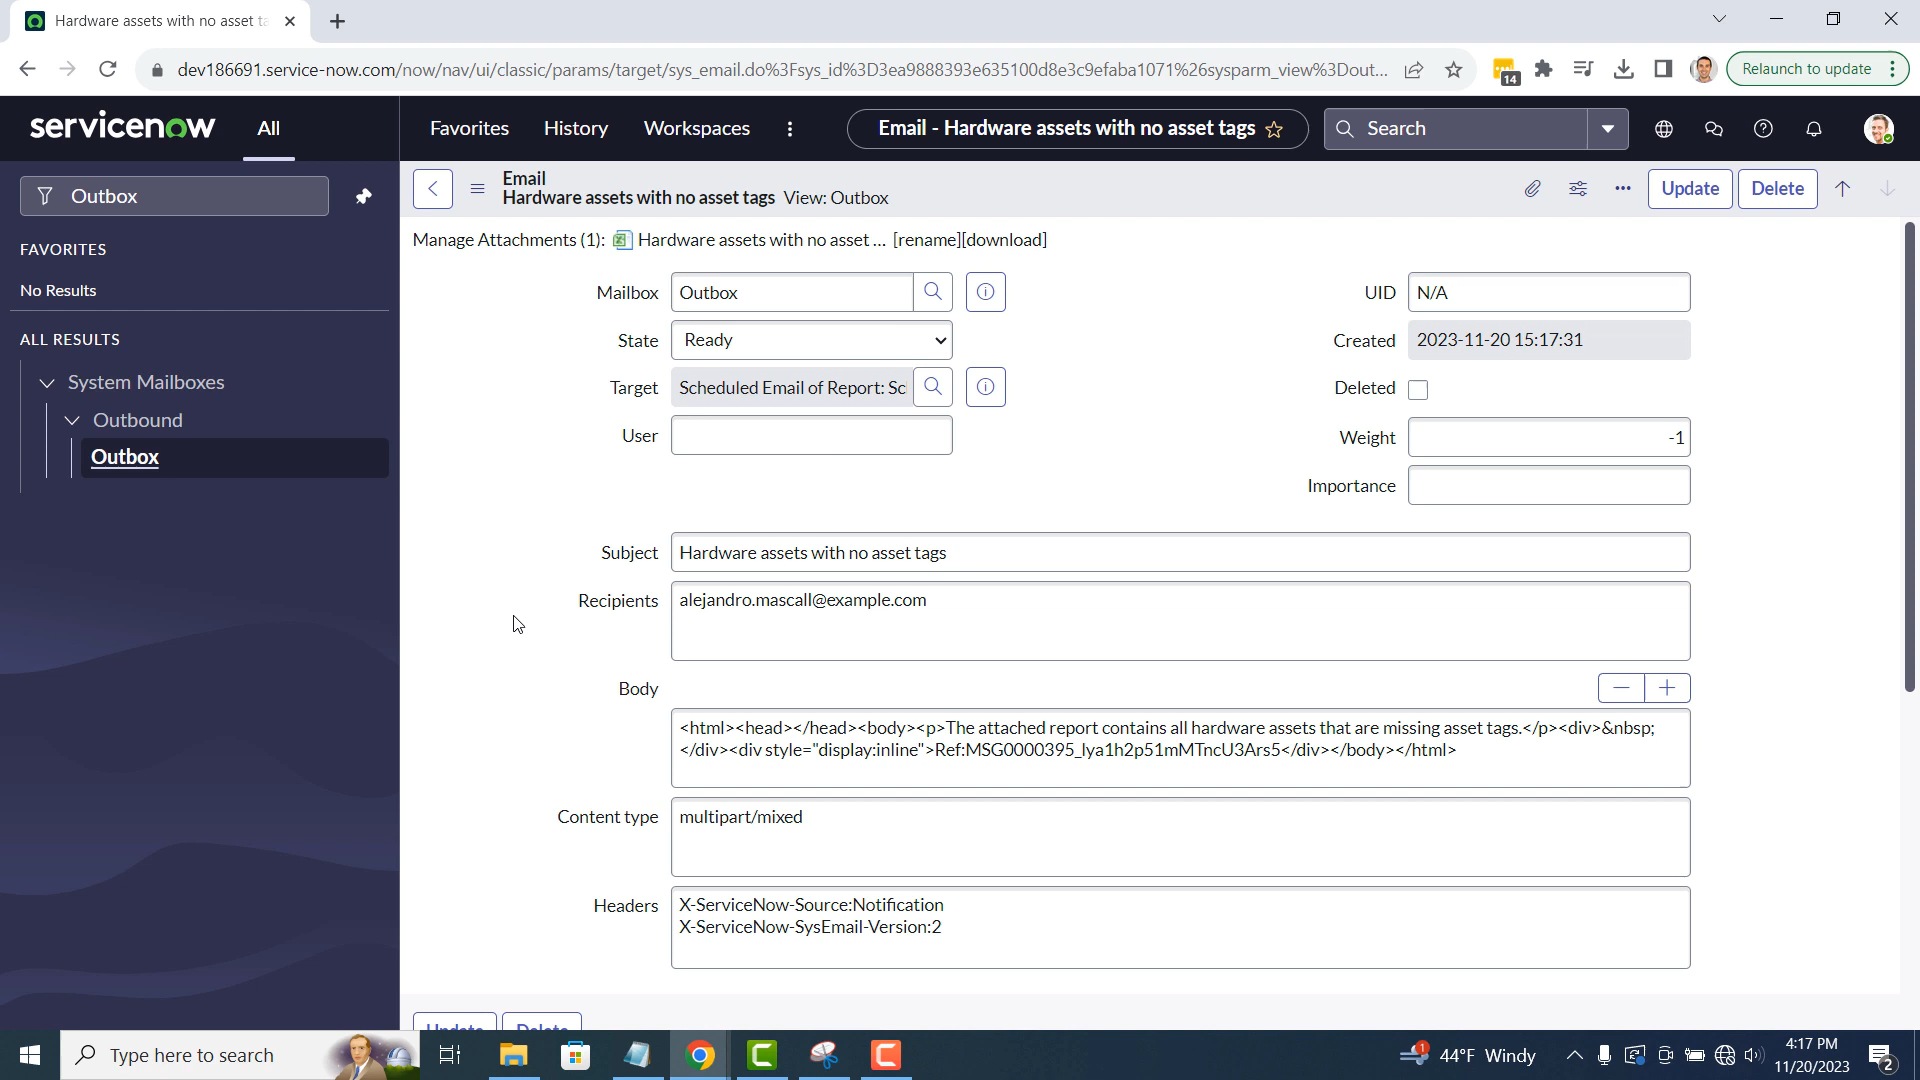 Hardware assets with no asset ta
dev186691.service-now.com/now/nav/ui/classic/params/target/sys_email.do%3Fsys_id%3D3ea9888393e635100d8e3c9efaba1071%26sysparm_view%3Dout...
14
Relaunch to update
servicenow
All
Favorites
History
Workspaces
Email - Hardware assets with no asset tags
Search
Outbox
FAVORITES
No Results
ALL RESULTS
System Mailboxes
Outbound
Outbox
Email
Hardware assets with no asset tags View: Outbox
Update
Delete
Manage Attachments (1): Hardware assets with no asset ... [rename][download]
Mailbox Outbox
UID N/A
State Ready
Created 2023-11-20 15:17:31
Target Scheduled Email of Report: Sc
Deleted
User
Weight -1
Importance
Subject Hardware assets with no asset tags
Recipients alejandro.mascall@example.com
Body
<html><head></head><body><p>The attached report contains all hardware assets that are missing asset tags.</p><div>&nbsp;
</div><div style="display:inline">Ref:MSG0000395_lya1h2p51mMTncU3Ars5</div></body></html>
Content type multipart/mixed
Headers X-ServiceNow-Source:Notification
X-ServiceNow-SysEmail-Version:2
Update
Delete
Type here to search
1
44°F Windy
4:17 PM
11/20/2023
2